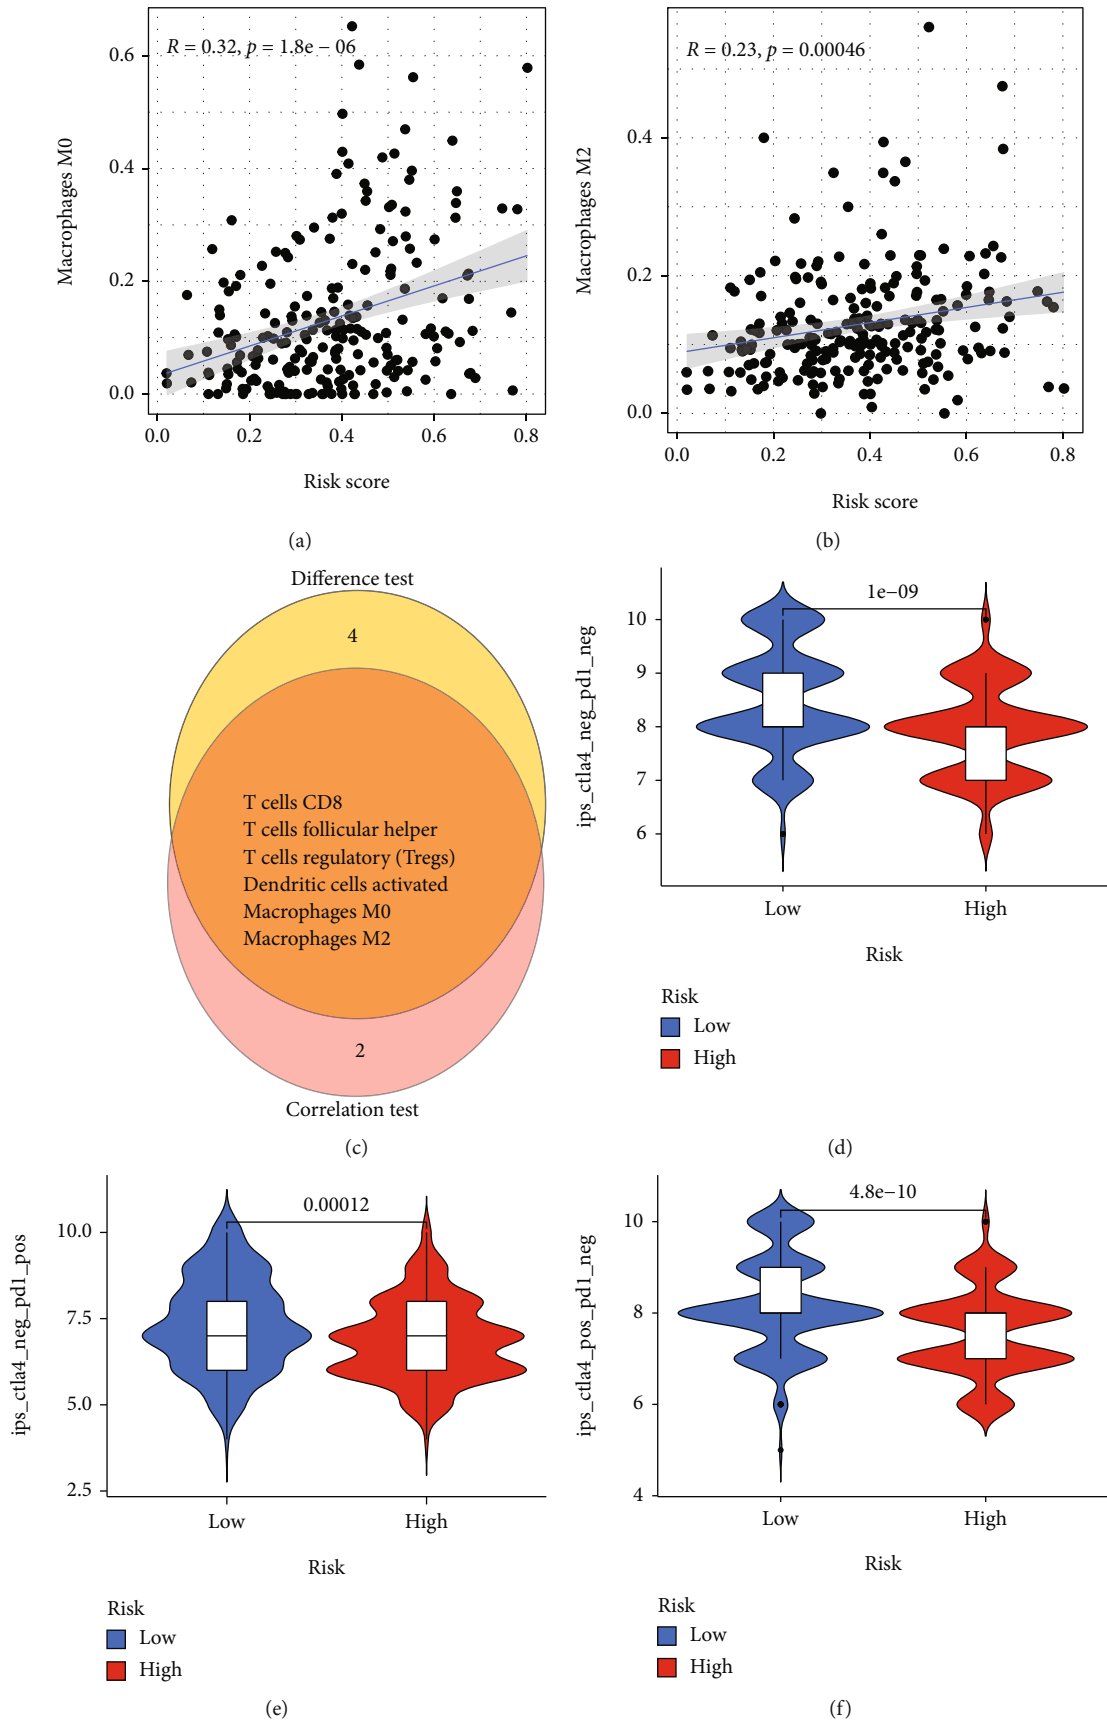 R = 0.32, p = 1.8e − 06
Macrophages M0
0.6
0.4
0.2
0.0
0.0 0.2 0.4 0.6 0.8
Risk score
(a)
R = 0.23, p = 0.00046
Macrophages M2
0.4
0.2
0.0
0.0 0.2 0.4 0.6 0.8
Risk score
(b)
Difference test
4
T cells CD8
T cells follicular helper
T cells regulatory (Tregs)
Dendritic cells activated
Macrophages M0
Macrophages M2
2
Correlation test
(c)
1e−09
ips_ctla4_neg_pd1_neg
10
9
8
7
6
Low High
Risk
Risk
Low
High
(d)
0.00012
ips_ctla4_neg_pd1_pos
10.0
7.5
5.0
2.5
Low High
Risk
Risk
Low
High
(e)
4.8e−10
ips_ctla4_pos_pd1_neg
10
8
6
4
Low High
Risk
Risk
Low
High
(f)